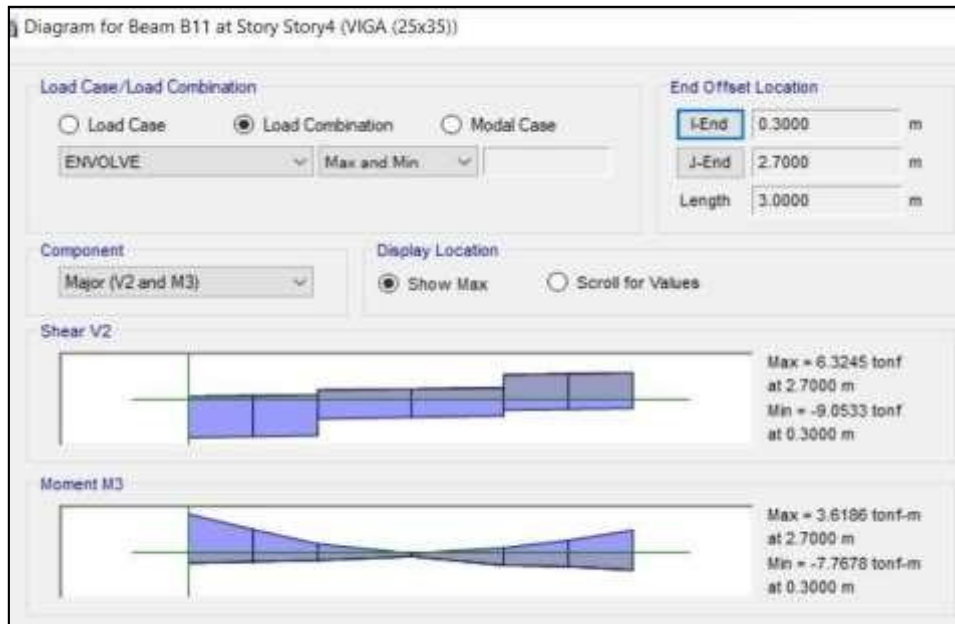 Diagram for Beam B11 at Story Story4 (VIGA (25x35))
Load Case/Load Combination
Load Case
Load Combination
Modal Case
ENVOLVE
Max and Min
End Offset Location
I-End
0.3000
m
J-End
2.7000
m
Length
3.0000
m
Component
Major (V2 and M3)
Display Location
Show Max
Scroll for Values
Shear V2
Max = 6.3245 tonf
at 2.7000 m
Min = -9.0533 tonf
at 0.3000 m
Moment M3
Max = 3.6186 tonf-m
at 2.7000 m
Min = -7.7678 tonf-m
at 0.3000 m